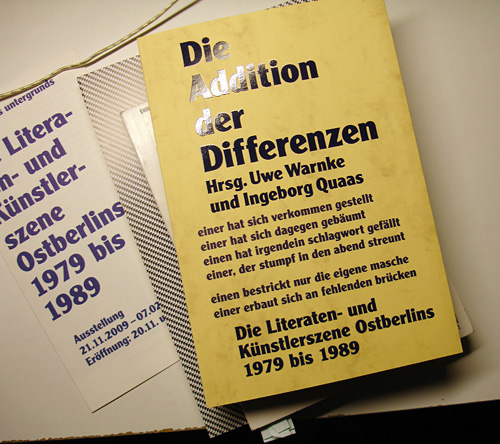 untergrunds
Litera-
n- und
Künstler-
szene
Ostberlins
1979 bis
1989
Ausstellung
21.11.2009 – 07.02
Eröffnung: 20.11.
Die
Addition
der
Differenzen
Hrsg. Uwe Warnke
und Ingeborg Quaas
einer hat sich verkommen gestellt
einer hat sich dagegen gebäumt
einen hat irgendein schlagwort gefällt
einer, der stumpf in den abend streunt
einen bestrickt nur die eigene masche
einer erbaut sich an fehlenden brücken
Die Literaten- und
Künstlerszene Ostberlins
1979 bis 1989